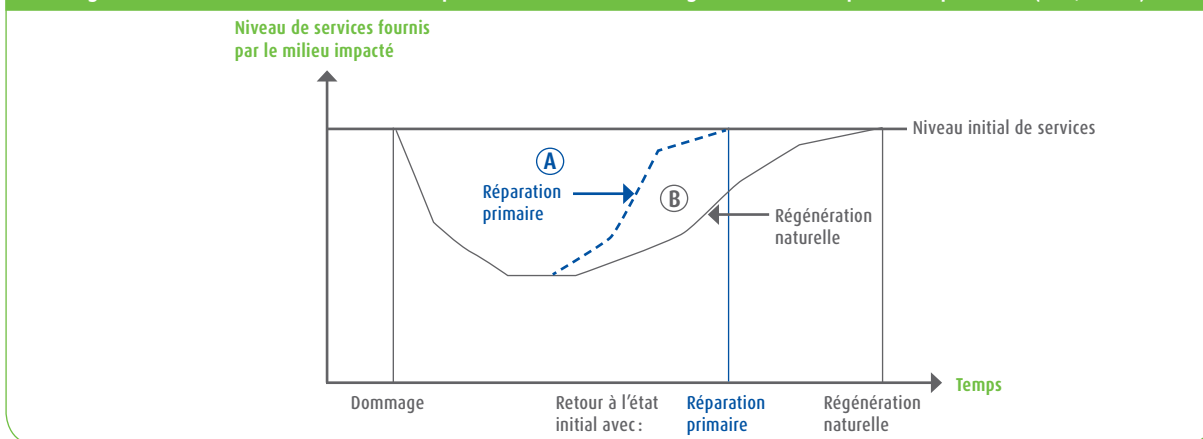 Niveau de services fournis
par le milieu impacté
Niveau initial de services
A
Réparation
primaire
B
Régénération
naturelle
Temps
Dommage
Retour à l'état
initial avec :
Réparation
primaire
Régénération
naturelle